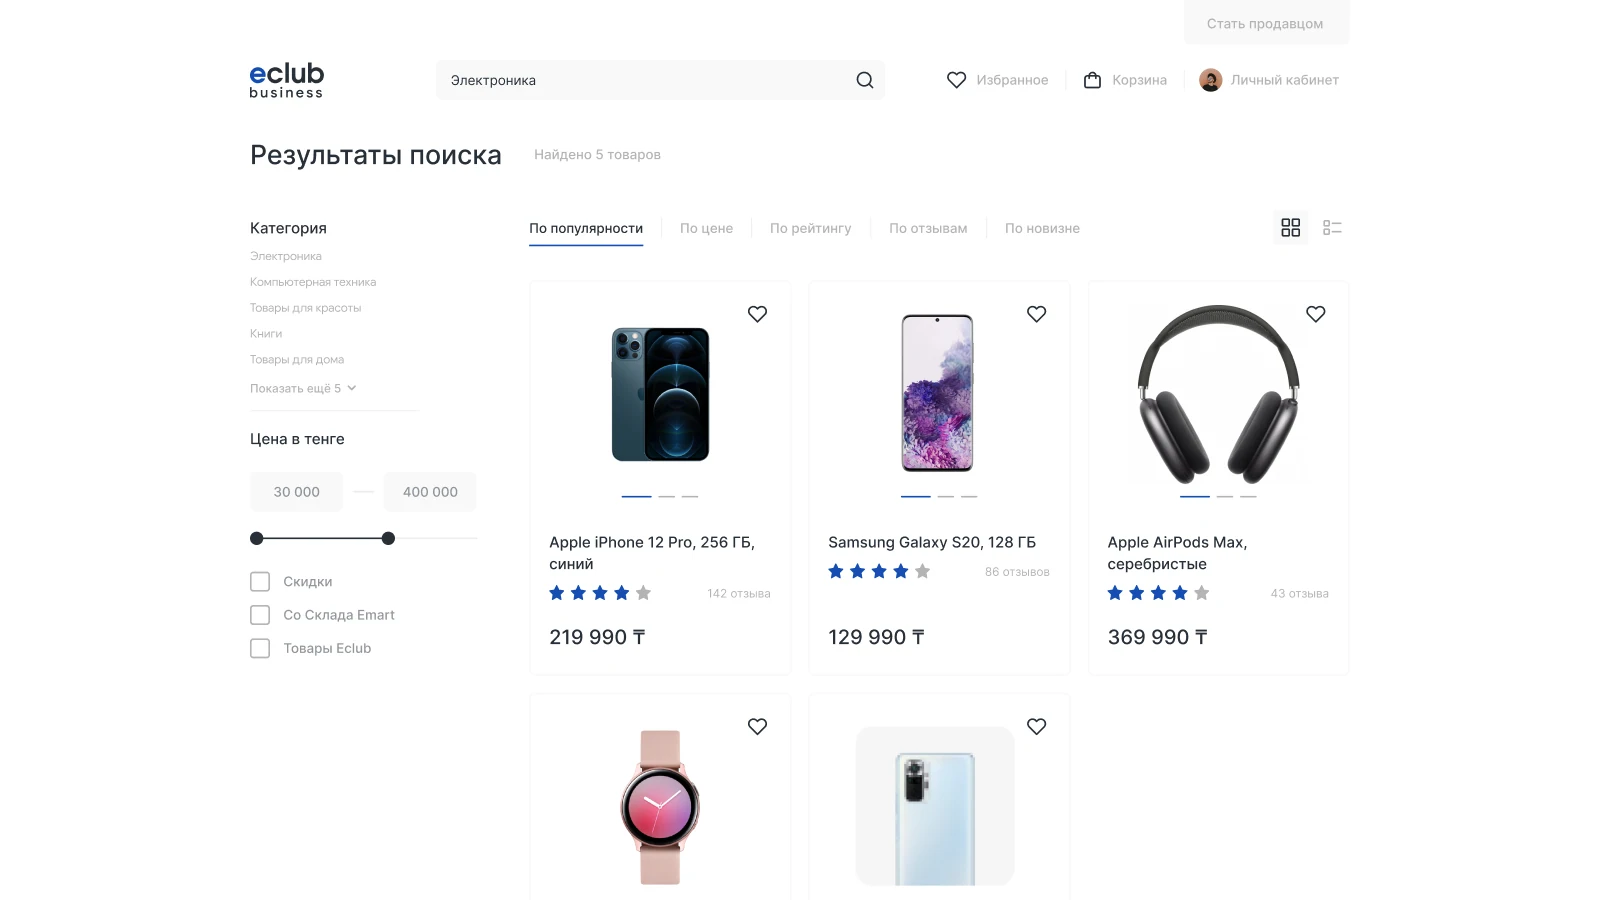 Стать продавцом
eclub
business
Электроника
Избранное
Корзина
Личный кабинет
Результаты поиска
Найдено 5 товаров
Категория
Электроника
Компьютерная техника
Товары для красоты
Книги
Товары для дома
Показать ещё 5
Цена в тенге
30 000
400 000
Скидки
Со Склада Emart
Товары Eclub
По популярности
По цене
По рейтингу
По отзывам
По новизне
Apple iPhone 12 Pro, 256 ГБ,
синий
142 отзыва
219 990 ₸
Samsung Galaxy S20, 128 ГБ
86 отзывов
129 990 ₸
Apple AirPods Max,
серебристые
43 отзыва
369 990 ₸